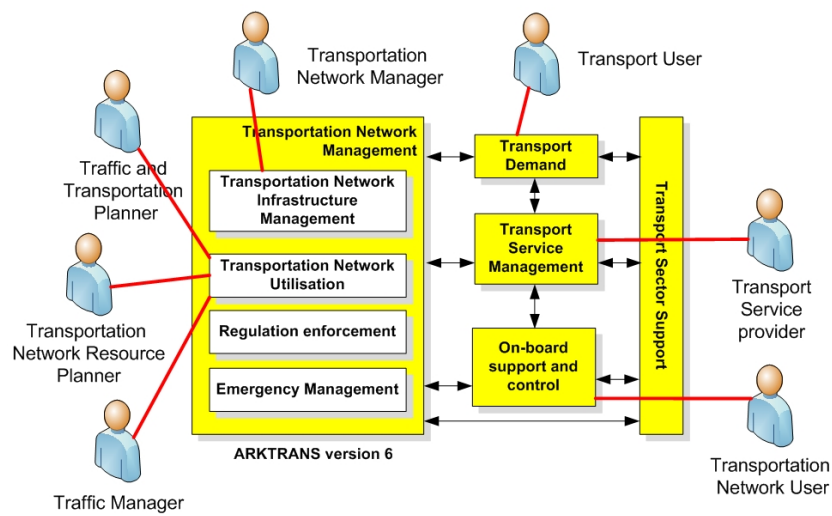 Transportation
Network Manager
Transport User
Traffic and
Transportation
Planner
Transportation
Network Resource
Planner
Traffic Manager
Transportation Network
Management
Transportation Network
Infrastructure
Management
Transportation Network
Utilisation
Regulation enforcement
Emergency Management
ARKTRANS version 6
Transport
Demand
Transport
Service
Management
On-board
support and
control
Transport Sector Support
Transport
Service
provider
Transportation
Network User